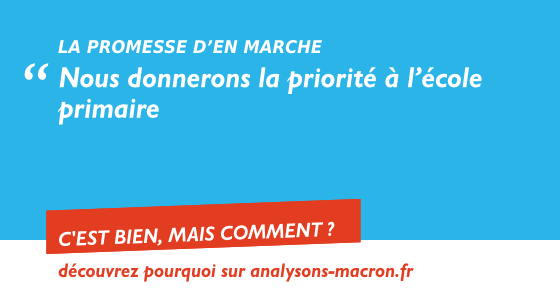 LA PROMESSE D’EN MARCHE
“ Nous donnerons la priorité à l’école
primaire
C'EST BIEN, MAIS COMMENT ?
découvrez pourquoi sur analysons-macron.fr